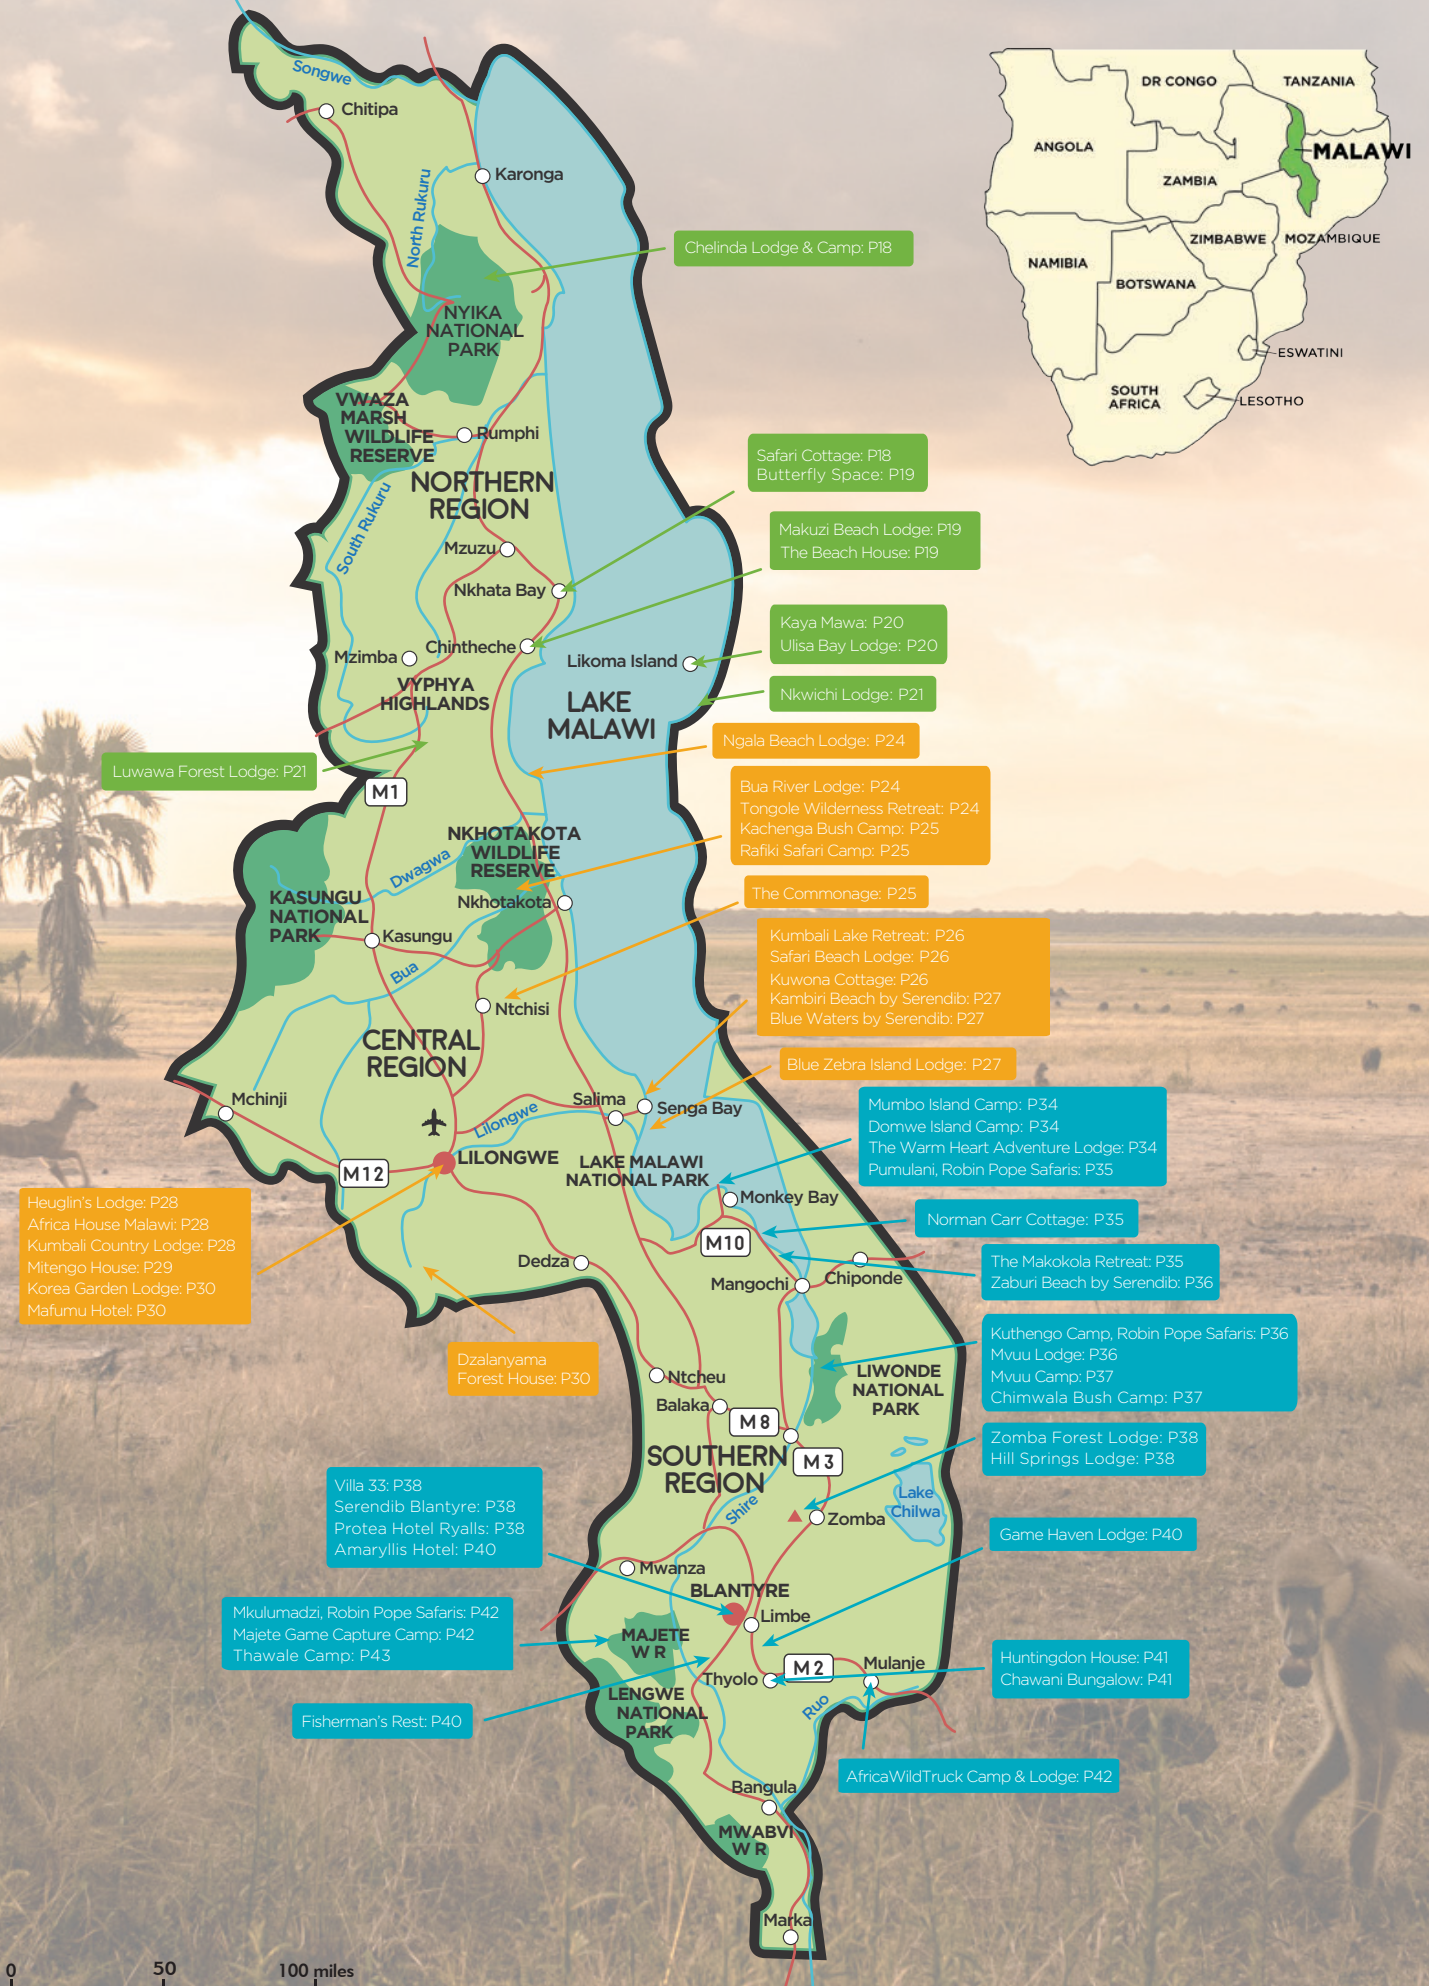 Songwe
Chitipa
Karonga
North Rukuru
NYIKA
NATIONAL
PARK
VWAZA
MARSH
WILDLIFE
RESERVE
Rumphi
NORTHERN
REGION
South Rukuru
Mzuzu
Nkhata Bay
Chintheche
Mzimba
VYPHYA
HIGHLANDS
Likoma Island
LAKE
MALAWI
M1
NKHOTAKOTA
WILDLIFE
RESERVE
Dwagwa
KASUNGU
NATIONAL
PARK
Nkhotakota
Kasungu
Bua
Ntchisi
CENTRAL
REGION
Mchinji
Salima
Senga Bay
Lilongwe
LILONGWE
M12
LAKE MALAWI
NATIONAL PARK
Monkey Bay
M10
Dedza
Mangochi
Chiponde
Ntcheu
Balaka
M8
LIWONDE
NATIONAL
PARK
SOUTHERN
REGION
M3
Shire
Lake
Chilwa
Zomba
Mwanza
BLANTYRE
Limbe
MAJETE
W R
Thyolo
M2
Mulanje
LENGWE
NATIONAL
PARK
Ruo
Bangula
MWABVI
W R
Marka
DR CONGO
TANZANIA
ANGOLA
MALAWI
ZAMBIA
ZIMBABWE
MOZAMBIQUE
NAMIBIA
BOTSWANA
ESWATINI
SOUTH
AFRICA
LESOTHO
Chelinda Lodge & Camp: P18
Safari Cottage: P18
Butterfly Space: P19
Makuzi Beach Lodge: P19
The Beach House: P19
Kaya Mawa: P20
Ulisa Bay Lodge: P20
Nkwichi Lodge: P21
Luwawa Forest Lodge: P21
Ngala Beach Lodge: P24
Bua River Lodge: P24
Tongole Wilderness Retreat: P24
Kachenga Bush Camp: P25
Rafiki Safari Camp: P25
The Commonage: P25
Kumbali Lake Retreat: P26
Safari Beach Lodge: P26
Kuwona Cottage: P26
Kambiri Beach by Serendib: P27
Blue Waters by Serendib: P27
Blue Zebra Island Lodge: P27
Mumbo Island Camp: P34
Domwe Island Camp: P34
The Warm Heart Adventure Lodge: P34
Pumulani, Robin Pope Safaris: P35
Heuglin's Lodge: P28
Africa House Malawi: P28
Kumbali Country Lodge: P28
Mitengo House: P29
Korea Garden Lodge: P30
Mafumu Hotel: P30
Norman Carr Cottage: P35
The Makokola Retreat: P35
Zaburi Beach by Serendib: P36
Kuthengo Camp, Robin Pope Safaris: P36
Mvuu Lodge: P36
Mvuu Camp: P37
Chimwala Bush Camp: P37
Dzalanyama
Forest House: P30
Zomba Forest Lodge: P38
Hill Springs Lodge: P38
Villa 33: P38
Serendib Blantyre: P38
Protea Hotel Ryalls: P38
Amaryllis Hotel: P40
Game Haven Lodge: P40
Mkulumadzi, Robin Pope Safaris: P42
Majete Game Capture Camp: P42
Thawale Camp: P43
Huntingdon House: P41
Chawani Bungalow: P41
Fisherman's Rest: P40
AfricaWildTruck Camp & Lodge: P42
0
50
100 miles